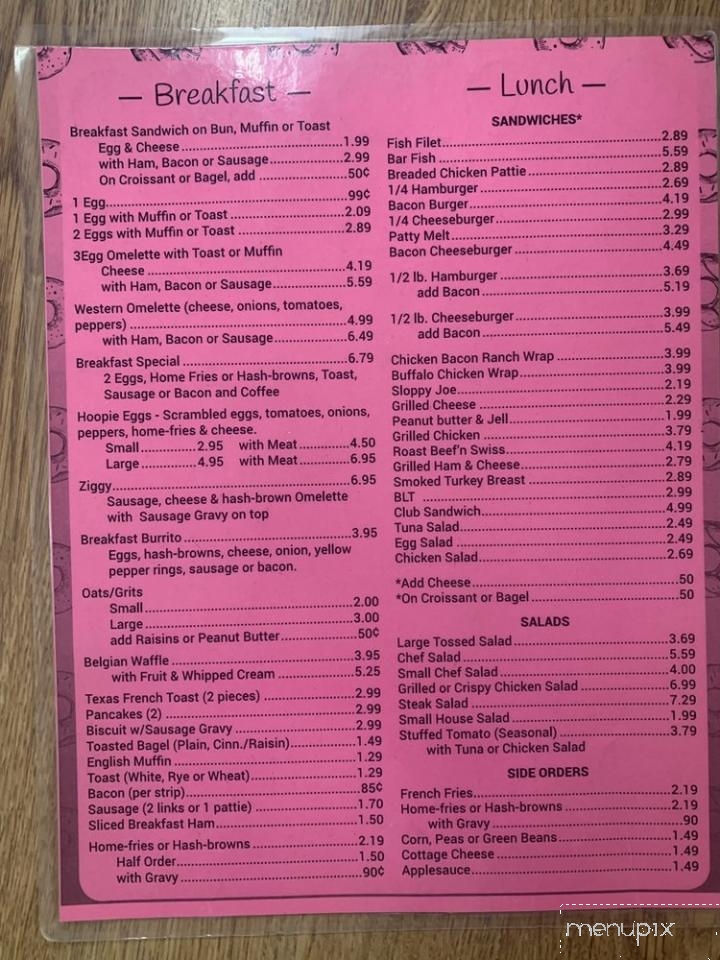 — Breakfast —
Breakfast Sandwich on Bun, Muffin or Toast
Egg & Cheese ........ 1.99
with Ham, Bacon or Sausage ........ 2.99
On Croissant or Bagel, add ........ 50¢
1 Egg ........ 99¢
1 Egg with Muffin or Toast ........ 2.09
2 Eggs with Muffin or Toast ........ 2.89
3Egg Omelette with Toast or Muffin
Cheese ........ 4.19
with Ham, Bacon or Sausage ........ 5.59
Western Omelette (cheese, onions, tomatoes,
peppers) ........ 4.99
with Ham, Bacon or Sausage ........ 6.49
Breakfast Special ........ 6.79
2 Eggs, Home Fries or Hash-browns, Toast,
Sausage or Bacon and Coffee
Hoopie Eggs - Scrambled eggs, tomatoes, onions,
peppers, home-fries & cheese.
Small ........ 2.95 with Meat ........ 4.50
Large ........ 4.95 with Meat ........ 6.95
Ziggy ........ 6.95
Sausage, cheese & hash-brown Omelette
with Sausage Gravy on top
Breakfast Burrito ........ 3.95
Eggs, hash-browns, cheese, onion, yellow
pepper rings, sausage or bacon.
Oats/Grits
Small ........ 2.00
Large ........ 3.00
add Raisins or Peanut Butter ........ 50¢
Belgian Waffle ........ 3.95
with Fruit & Whipped Cream ........ 5.25
Texas French Toast (2 pieces) ........ 2.99
Pancakes (2) ........ 2.99
Biscuit w/Sausage Gravy ........ 2.99
Toasted Bagel (Plain, Cinn./Raisin) ........ 1.49
English Muffin ........ 1.29
Toast (White, Rye or Wheat) ........ 1.29
Bacon (per strip) ........ 85¢
Sausage (2 links or 1 pattie) ........ 1.70
Sliced Breakfast Ham ........ 1.50
Home-fries or Hash-browns ........ 2.19
Half Order ........ 1.50
with Gravy ........ 90¢
— Lunch —
SANDWICHES*
Fish Filet ........ 2.89
Bar Fish ........ 5.59
Breaded Chicken Pattie ........ 2.89
1/4 Hamburger ........ 2.69
Bacon Burger ........ 4.19
1/4 Cheeseburger ........ 2.99
Patty Melt ........ 3.29
Bacon Cheeseburger ........ 4.49
1/2 lb. Hamburger ........ 3.69
add Bacon ........ 5.19
1/2 lb. Cheeseburger ........ 3.99
add Bacon ........ 5.49
Chicken Bacon Ranch Wrap ........ 3.99
Buffalo Chicken Wrap ........ 3.99
Sloppy Joe ........ 2.19
Grilled Cheese ........ 2.29
Peanut butter & Jell ........ 1.99
Grilled Chicken ........ 3.79
Roast Beef'n Swiss ........ 4.19
Grilled Ham & Cheese ........ 2.79
Smoked Turkey Breast ........ 2.89
BLT ........ 2.99
Club Sandwich ........ 4.99
Tuna Salad ........ 2.49
Egg Salad ........ 2.49
Chicken Salad ........ 2.69
*Add Cheese ........ 50
*On Croissant or Bagel ........ 50
SALADS
Large Tossed Salad ........ 3.69
Chef Salad ........ 5.59
Small Chef Salad ........ 4.00
Grilled or Crispy Chicken Salad ........ 6.99
Steak Salad ........ 7.29
Small House Salad ........ 1.99
Stuffed Tomato (Seasonal) ........ 3.79
with Tuna or Chicken Salad
SIDE ORDERS
French Fries ........ 2.19
Home-fries or Hash-browns ........ 2.19
with Gravy ........ 90
Corn, Peas or Green Beans ........ 1.49
Cottage Cheese ........ 1.49
Applesauce ........ 1.49
menupix